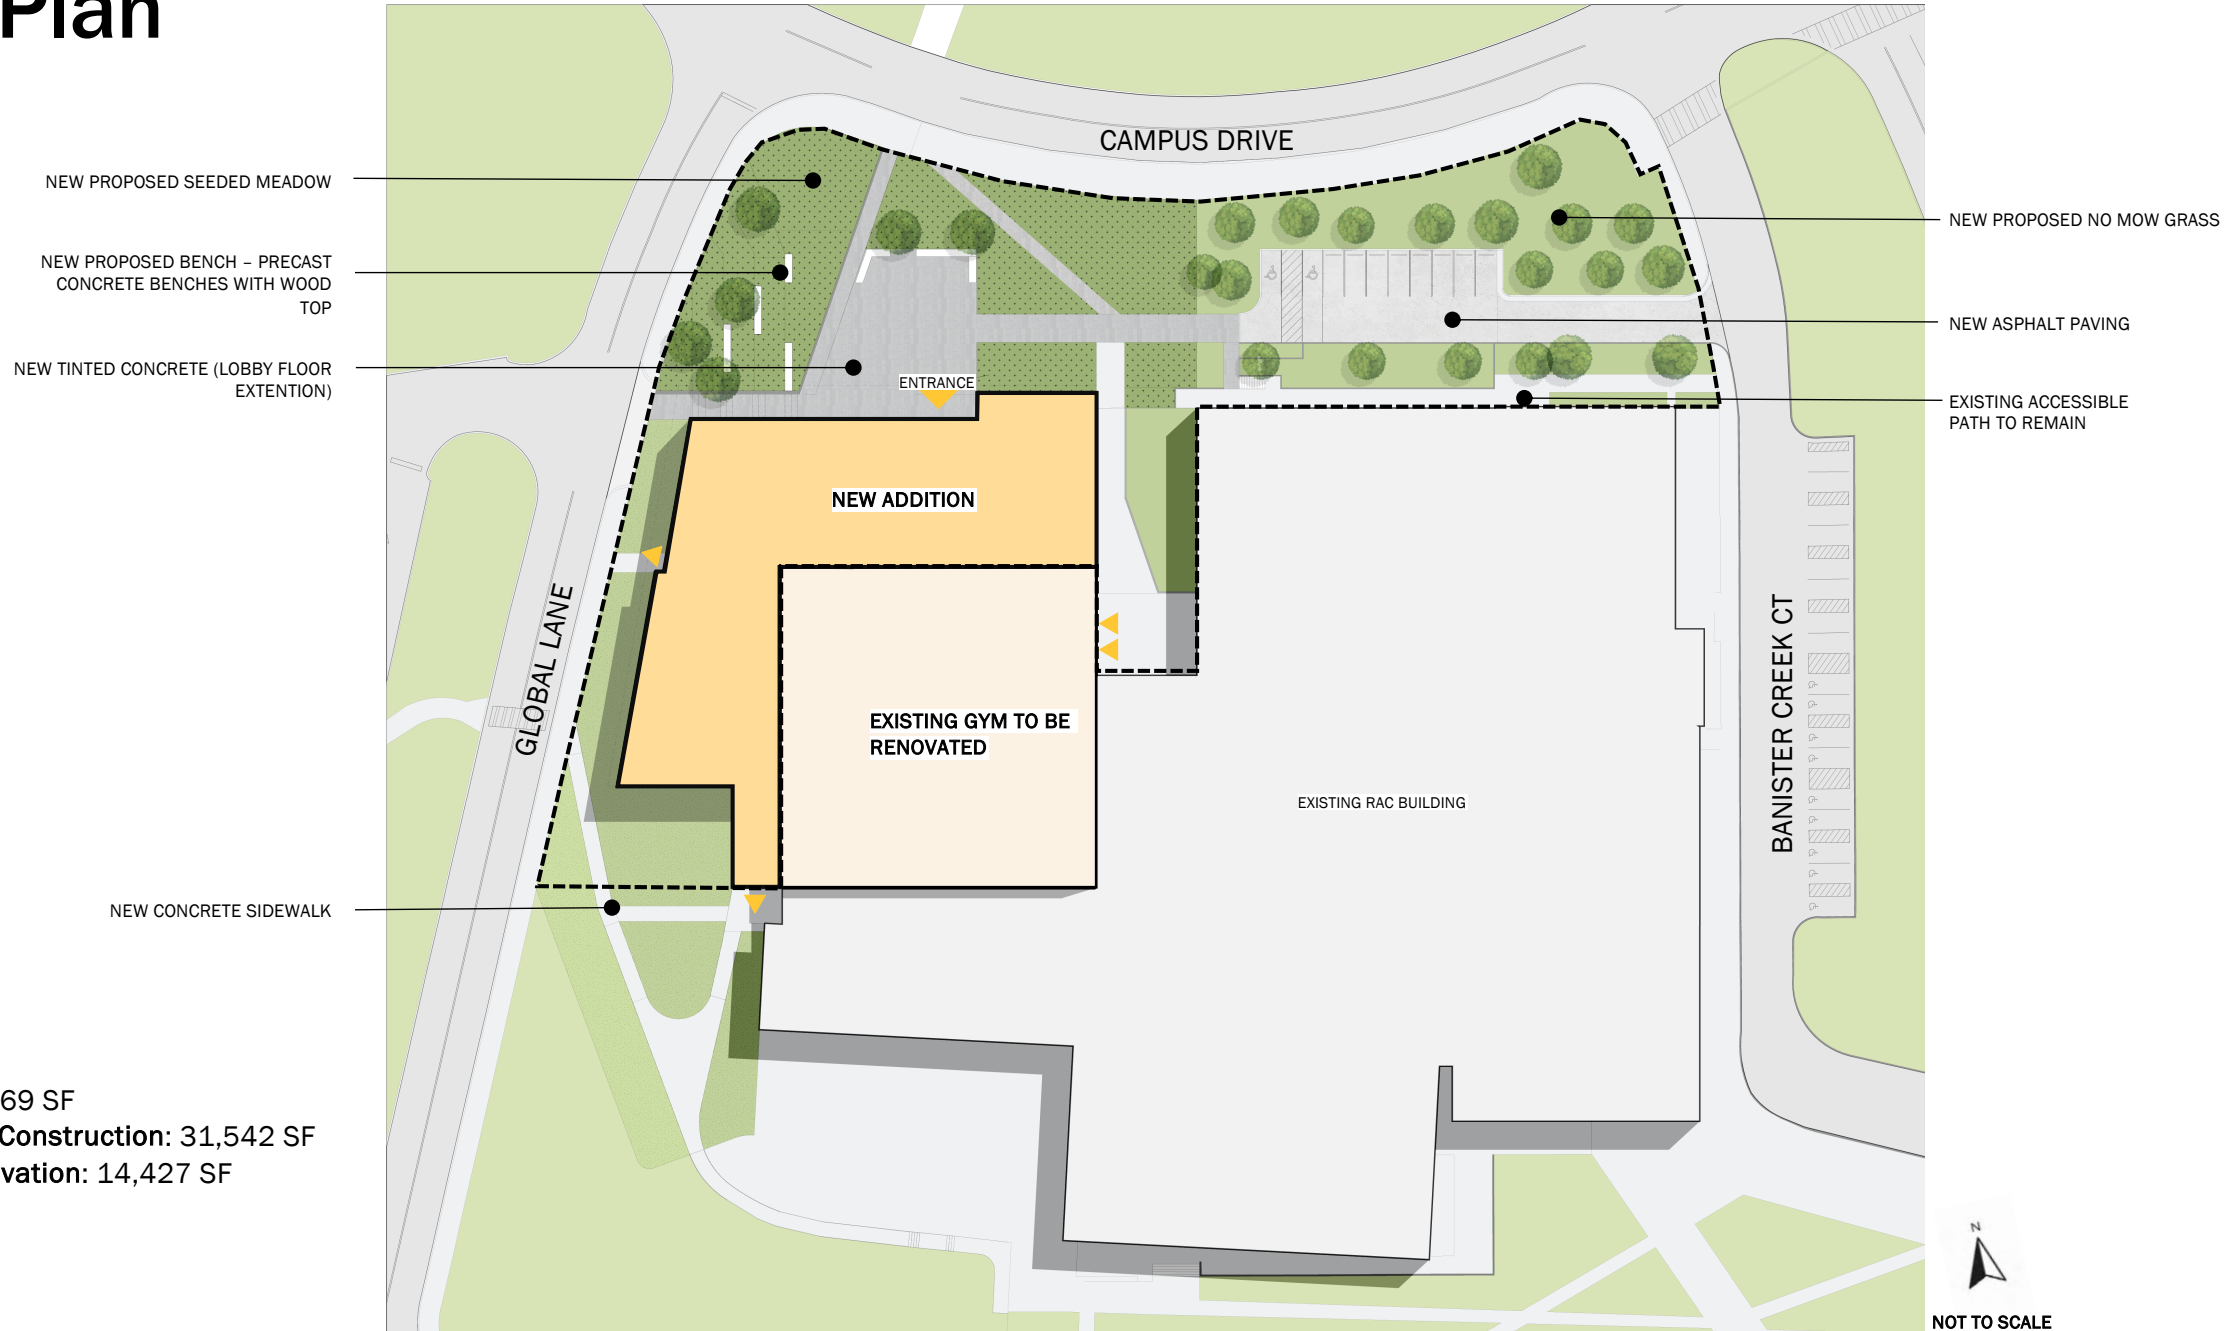 Plan
CAMPUS DRIVE
NEW PROPOSED SEEDED MEADOW
NEW PROPOSED NO MOW GRASS
NEW PROPOSED BENCH – PRECAST
CONCRETE BENCHES WITH WOOD
TOP
NEW ASPHALT PAVING
NEW TINTED CONCRETE (LOBBY FLOOR
EXTENTION)
ENTRANCE
EXISTING ACCESSIBLE
PATH TO REMAIN
NEW ADDITION
GLOBAL LANE
BANISTER CREEK CT
EXISTING GYM TO BE
RENOVATED
EXISTING RAC BUILDING
NEW CONCRETE SIDEWALK
69 SF
Construction: 31,542 SF
vation: 14,427 SF
N
NOT TO SCALE